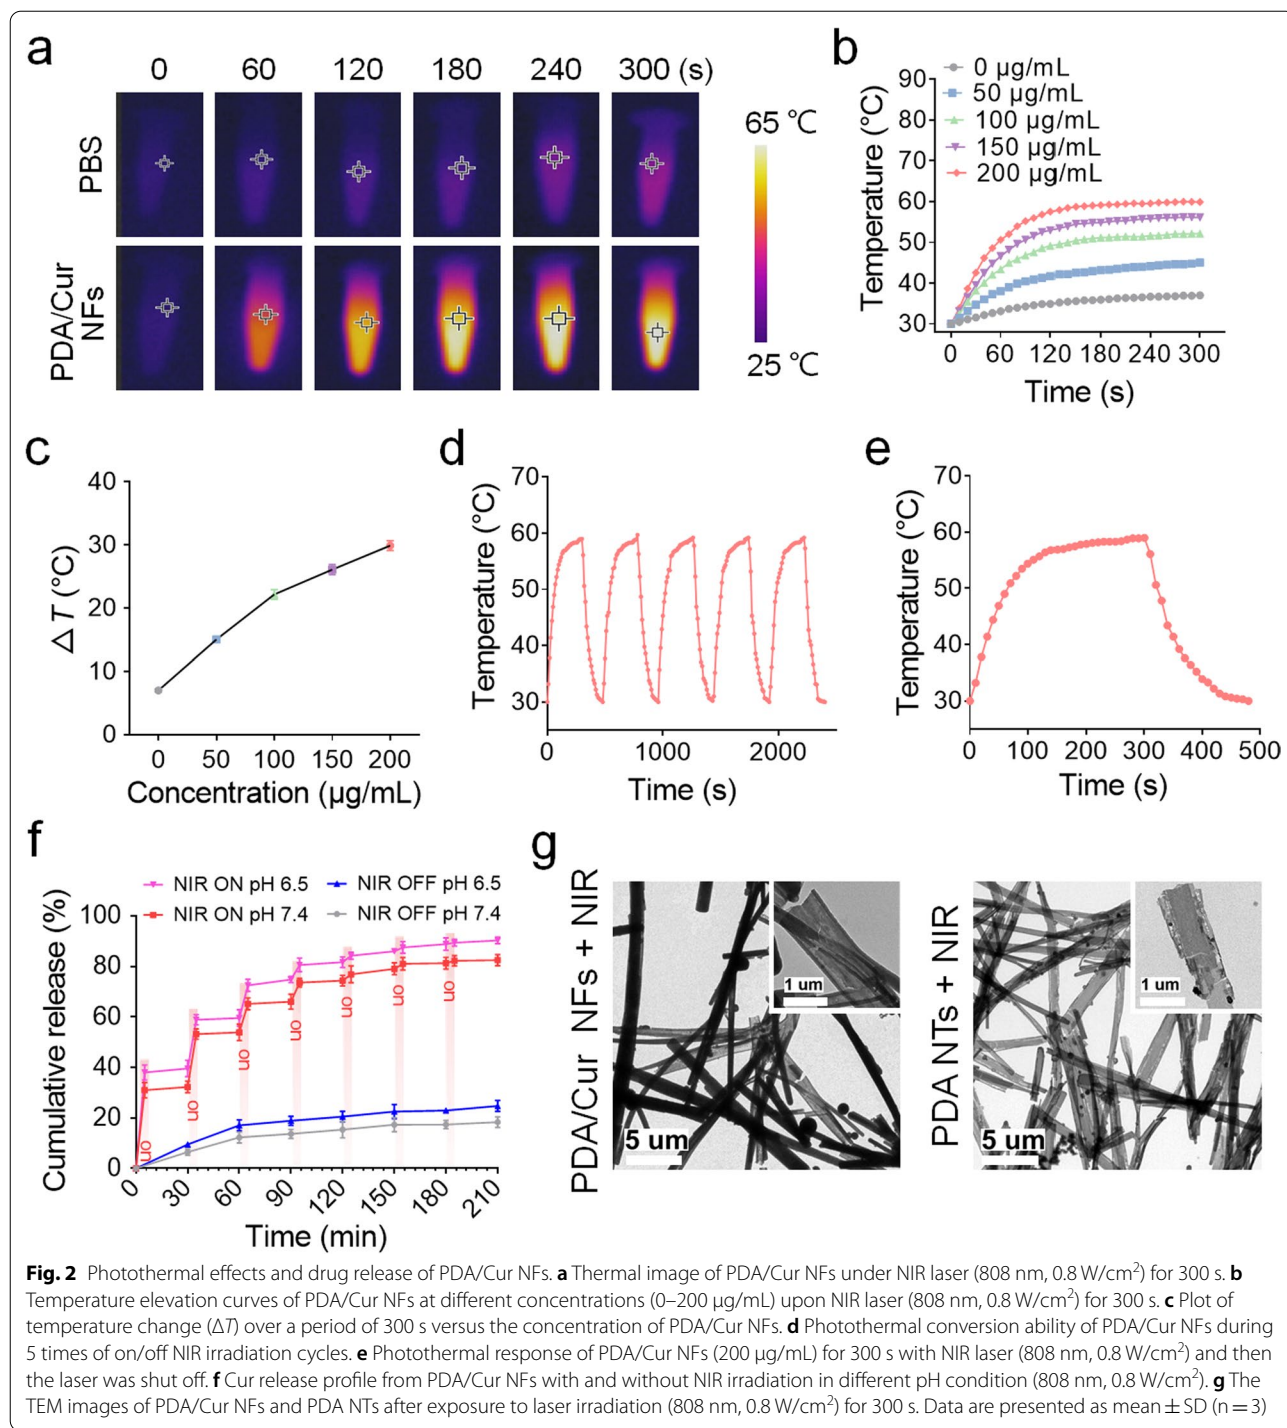 a
0 60 120 180 240 300 (s)
PBS
PDA/Cur
NFs
65 ℃
25 ℃
b
0 µg/mL
50 µg/mL
100 µg/mL
150 µg/mL
200 µg/mL
Temperature (°C)
90
80
70
60
50
40
30
0 60 120 180 240 300
Time (s)
c
ΔT (°C)
40
30
20
10
0
0 50 100 150 200
Concentration (µg/mL)
d
Temperature (°C)
70
60
50
40
30
0 1000 2000
Time (s)
e
Temperature (°C)
70
60
50
40
30
0 100 200 300 400 500
Time (s)
f
NIR ON pH 6.5 NIR OFF pH 6.5
NIR ON pH 7.4 NIR OFF pH 7.4
Cumulative release (%)
100
80
60
40
20
0
on on on on on on on
0 30 60 90 120 150 180 210
Time (min)
g
PDA/Cur NFs + NIR
1 um
5 um
PDA NTs + NIR
1 um
5 um
Fig. 2 Photothermal effects and drug release of PDA/Cur NFs. a Thermal image of PDA/Cur NFs under NIR laser (808 nm, 0.8 W/cm²) for 300 s. b
Temperature elevation curves of PDA/Cur NFs at different concentrations (0–200 µg/mL) upon NIR laser (808 nm, 0.8 W/cm²) for 300 s. c Plot of
temperature change (ΔT) over a period of 300 s versus the concentration of PDA/Cur NFs. d Photothermal conversion ability of PDA/Cur NFs during
5 times of on/off NIR irradiation cycles. e Photothermal response of PDA/Cur NFs (200 µg/mL) for 300 s with NIR laser (808 nm, 0.8 W/cm²) and then
the laser was shut off. f Cur release profile from PDA/Cur NFs with and without NIR irradiation in different pH condition (808 nm, 0.8 W/cm²). g The
TEM images of PDA/Cur NFs and PDA NTs after exposure to laser irradiation (808 nm, 0.8 W/cm²) for 300 s. Data are presented as mean ± SD (n = 3)